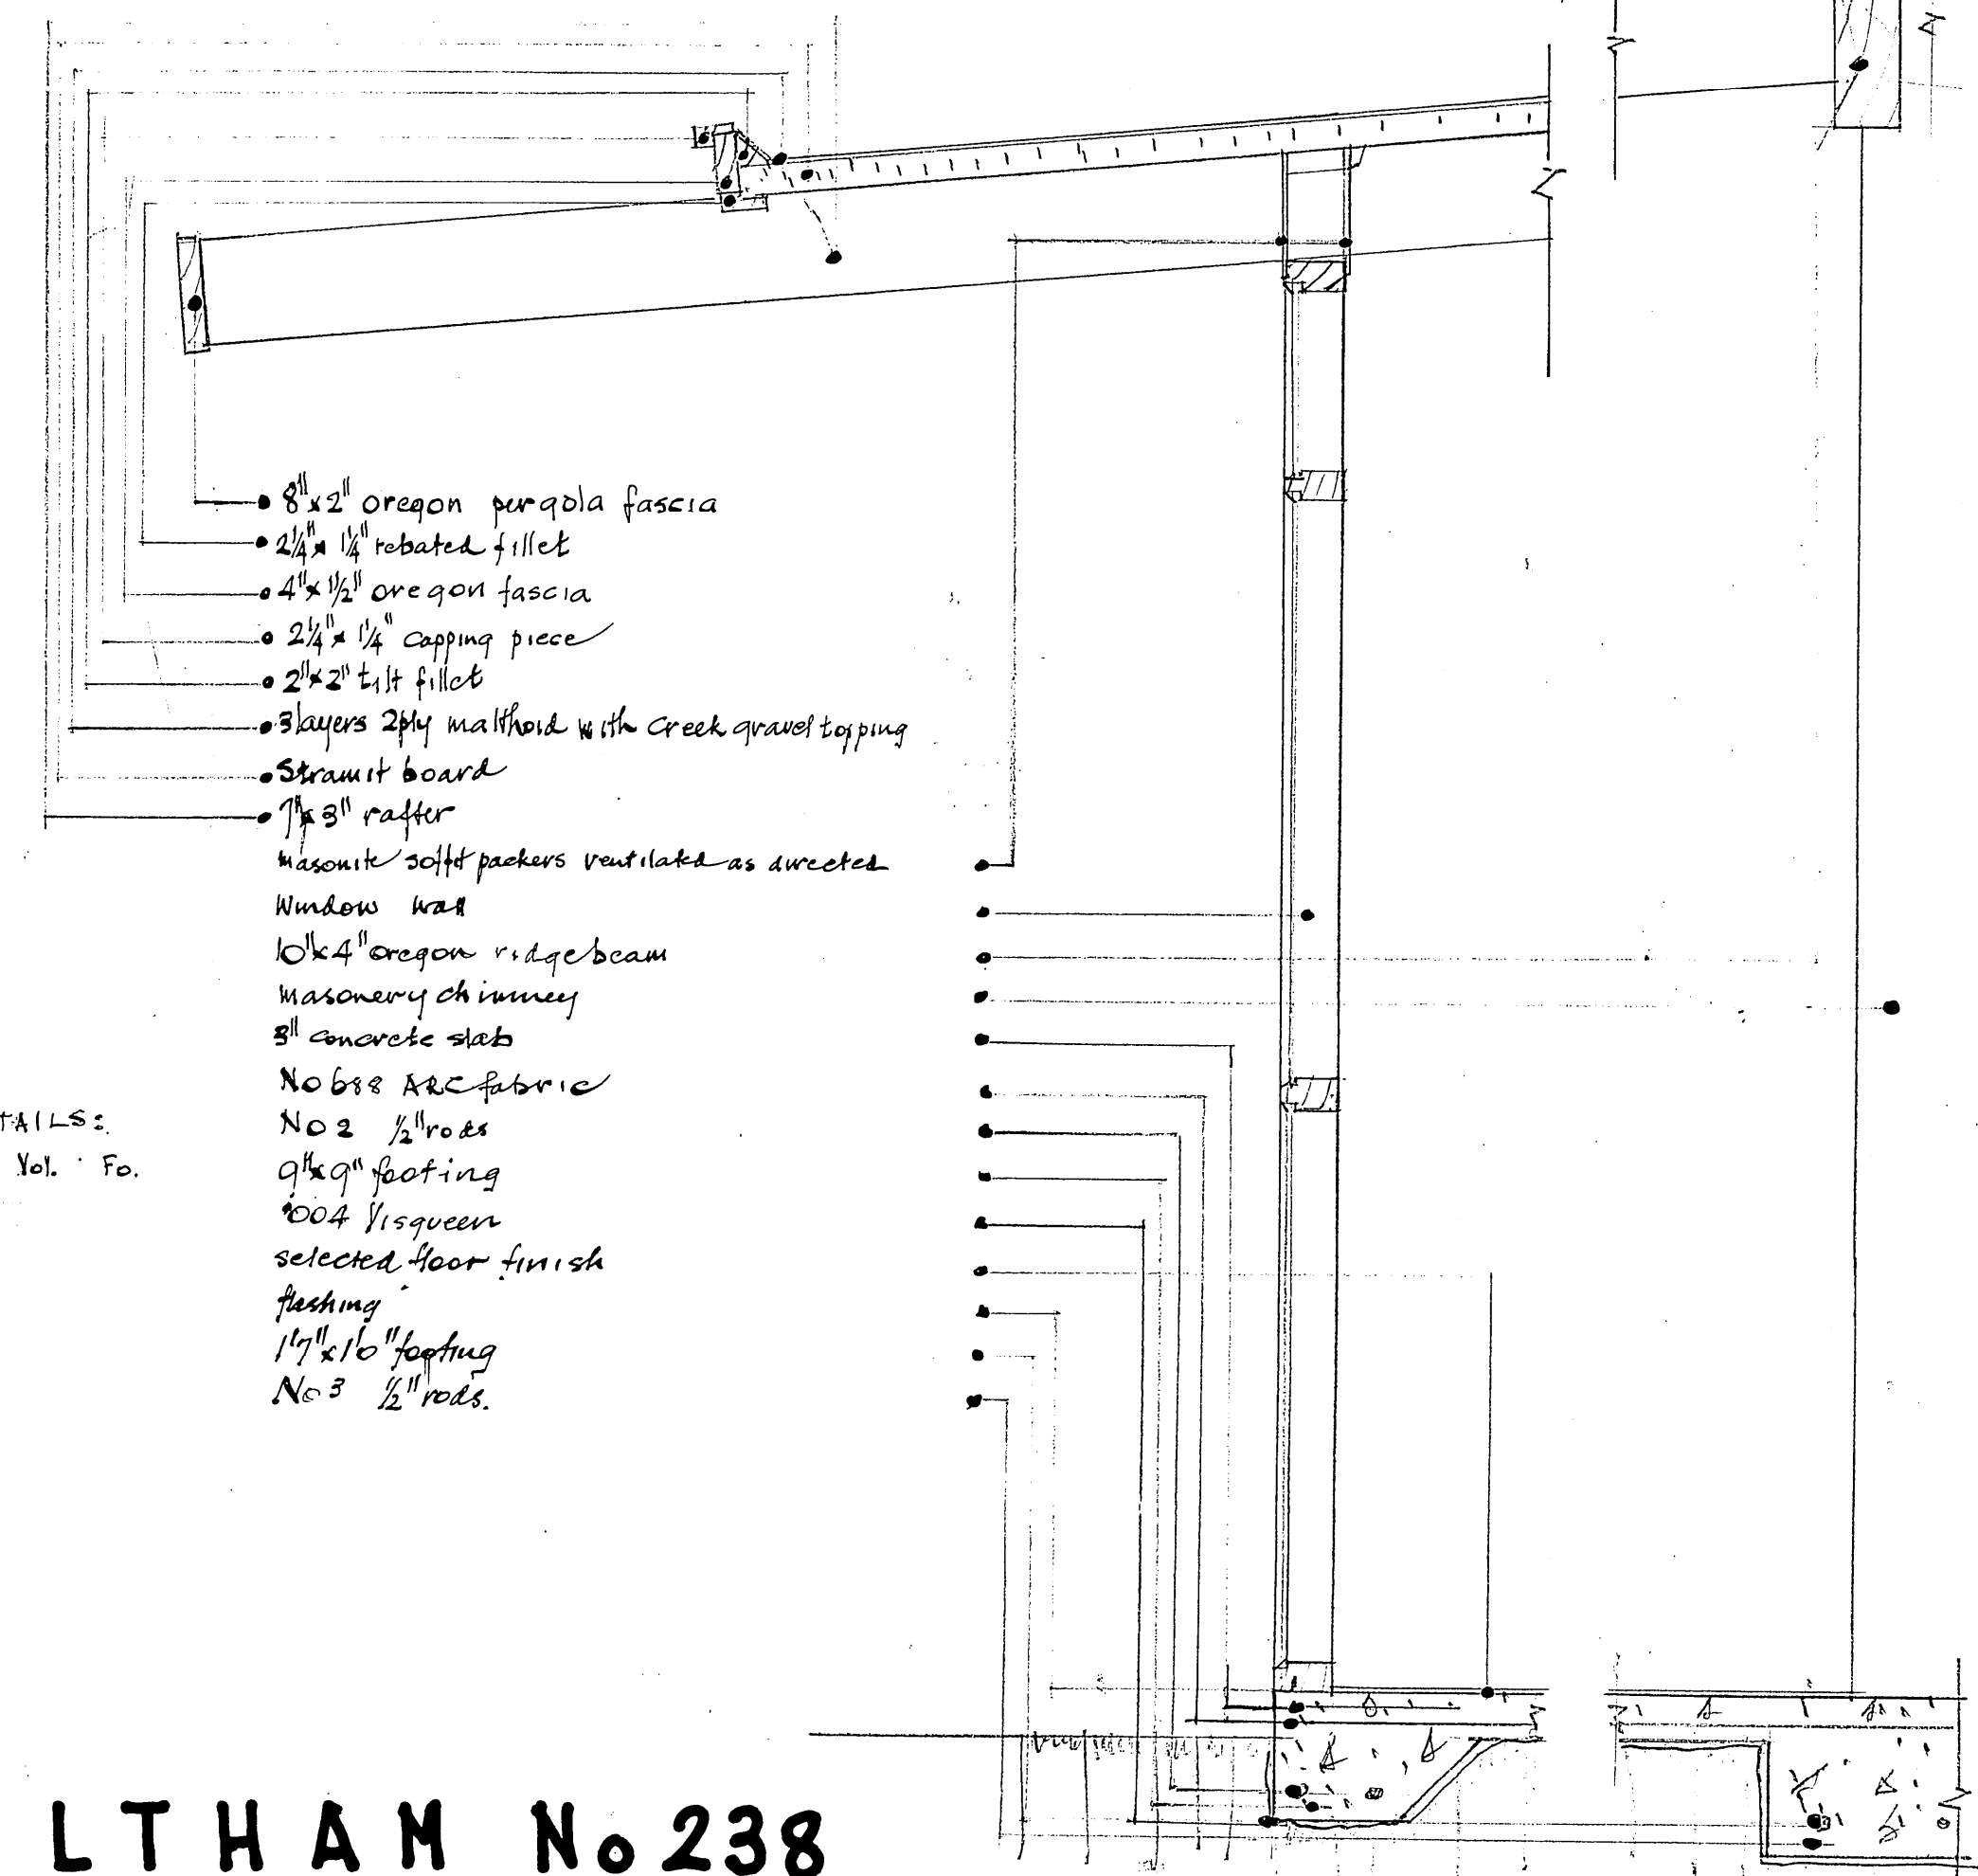 8"x2" oregon pergola fascia
2¼"x 1¼" rebated fillet
4"x 1½" oregon fascia
2¼"x 1¼" capping piece
2"x2" tilt fillet
3 layers 2ply malthoid with creek gravel topping
Stramit board
7"x3" rafter
masonite soffit packers ventilated as directed
Window wall
10"x4" oregon ridge beam
masonery chimney
3" concrete slab
No 688 ARC fabric
No 2 ½" rods
9"x9" footing
.004 Visqueen
selected floor finish
flashing
1'7"x1'0" footing
No 3 ½" rods.
TAILS:
Vol. Fo.
LTHAM No 238